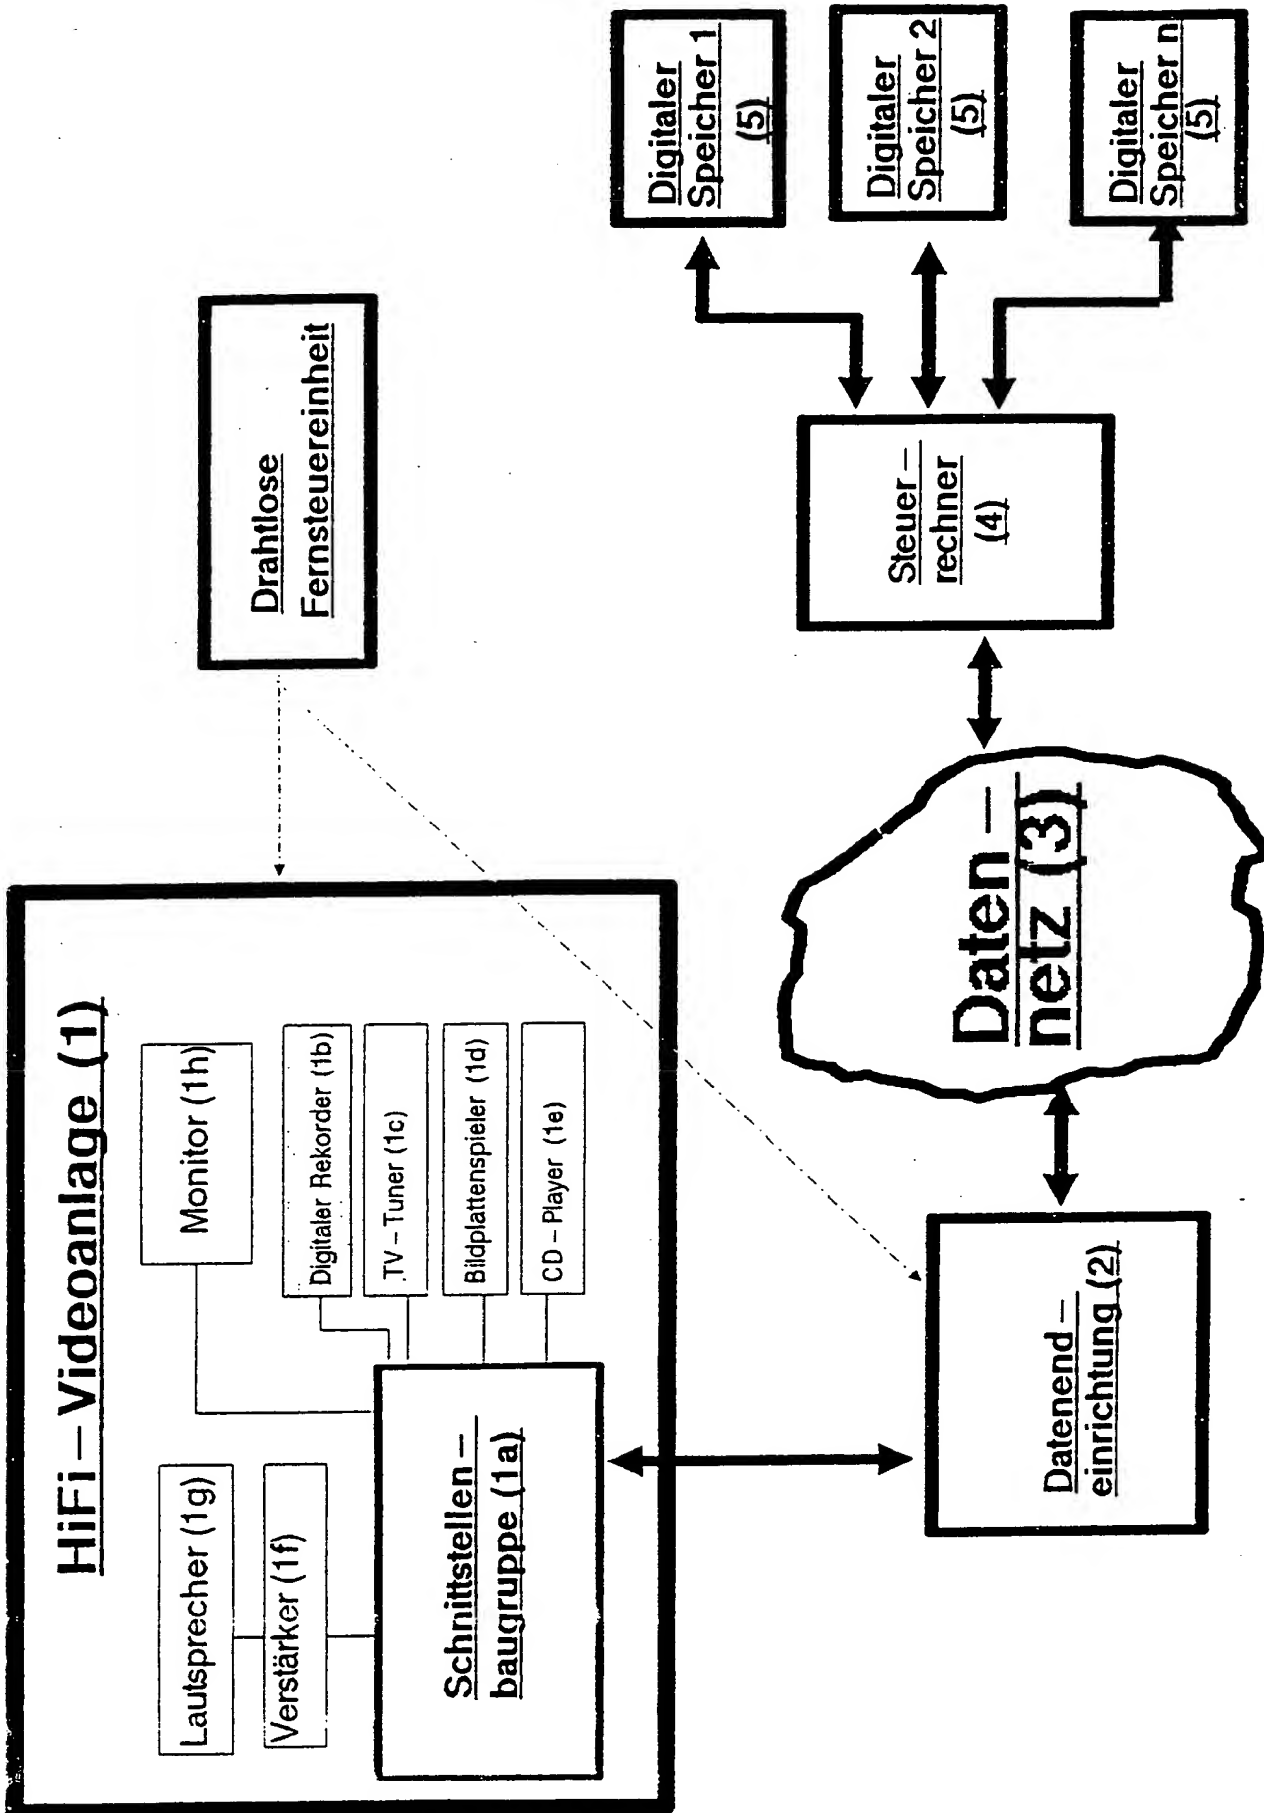 HiFi – Videoanlage (1)
Lautsprecher (1g)
Verstärker (1f)
Monitor (1h)
Digitaler Rekorder (1b)
TV – Tuner (1c)
Bildplattenspieler (1d)
CD – Player (1e)
Schnittstellen –
baugruppe (1a)
Drahtlose
Fernsteuereinheit
Datenend –
einrichtung (2)
Daten –
netz (3)
Steuer –
rechner
(4)
Digitaler
Speicher 1
(5)
Digitaler
Speicher 2
(5)
Digitaler
Speicher n
(5)